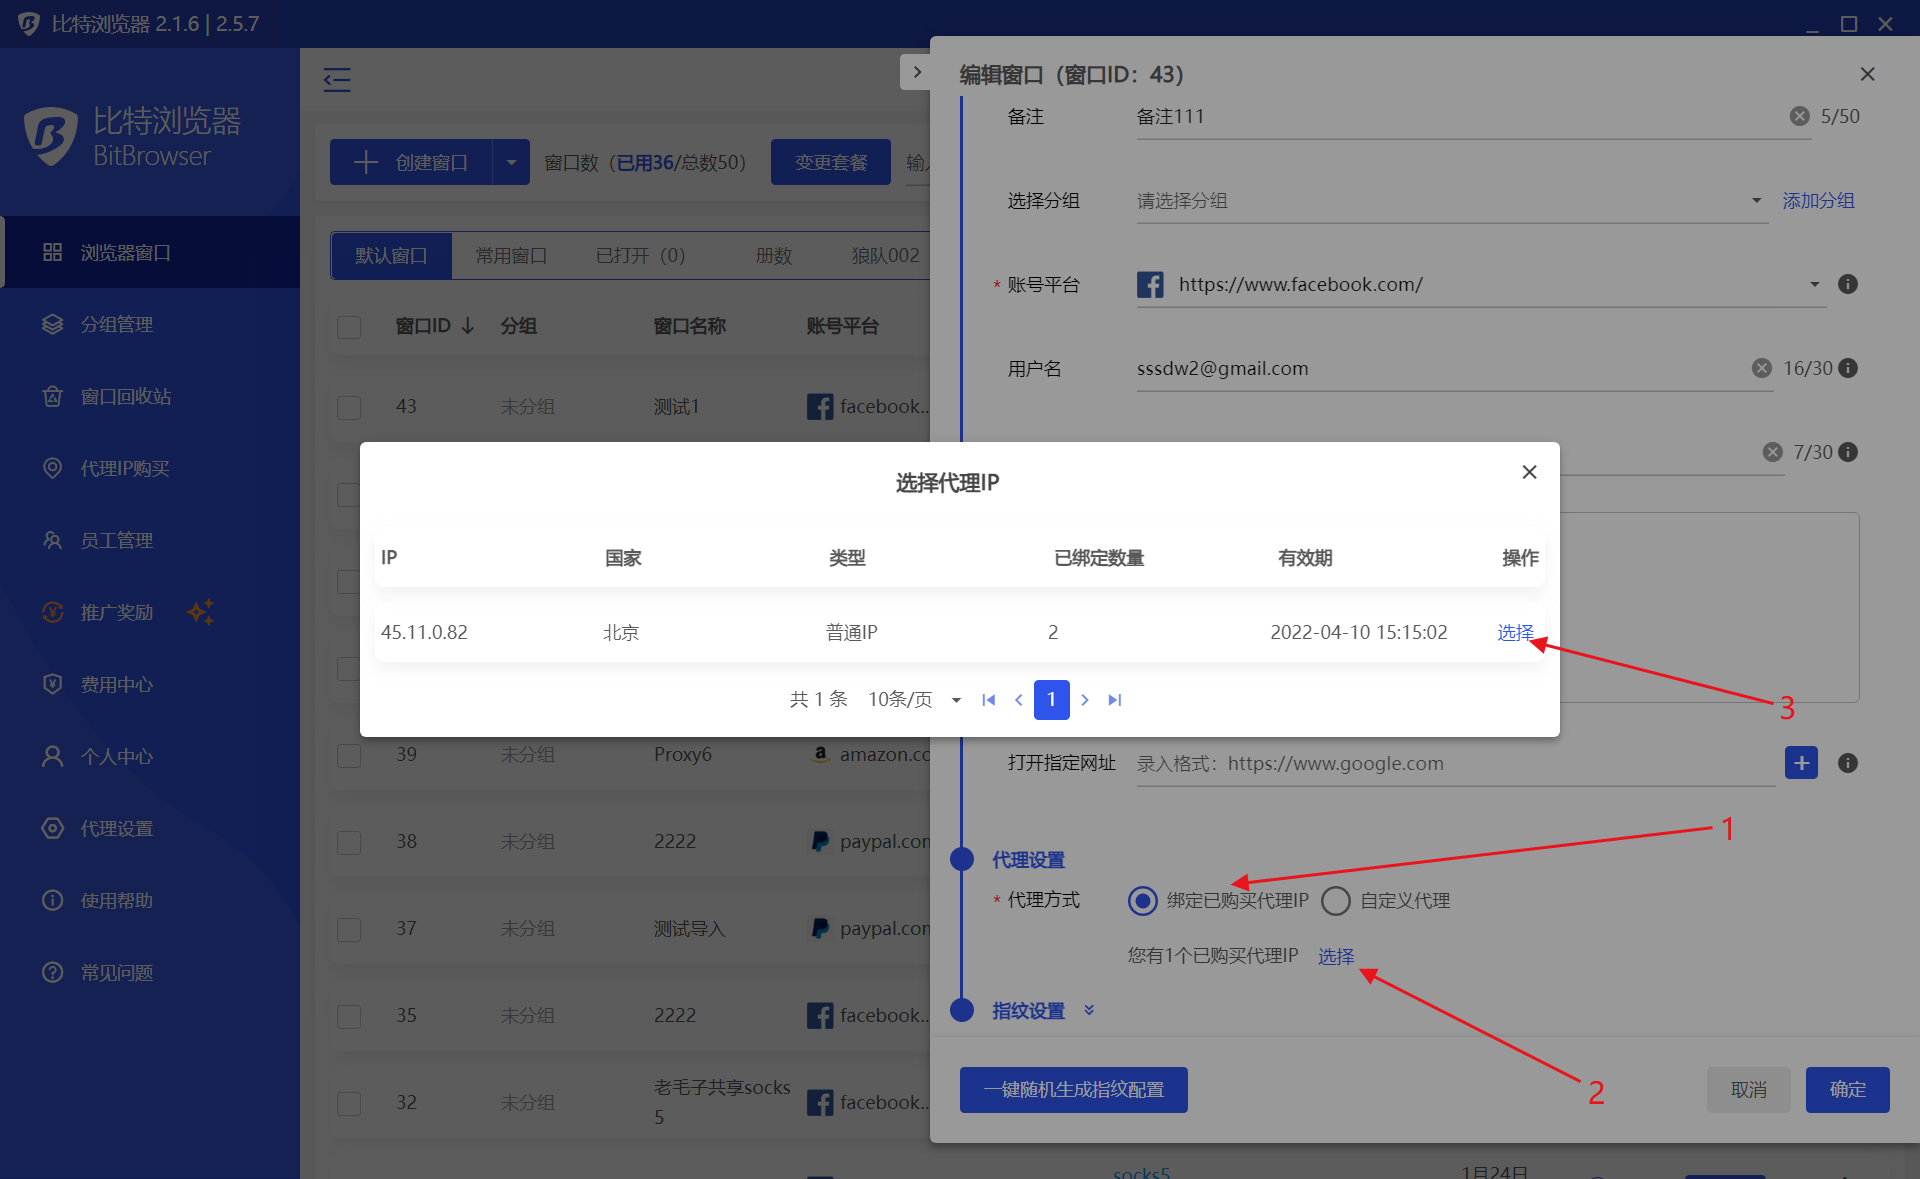 比特浏览器 2.1.6 | 2.5.7
比特浏览器
BitBrowser
浏览器窗口
分组管理
窗口回收站
代理IP购买
员工管理
推广奖励
费用中心
个人中心
代理设置
使用帮助
常见问题
创建窗口
窗口数（已用36/总数50）
变更套餐
默认窗口
常用窗口
已打开（0）
册数
狼队002
窗口ID
分组
窗口名称
账号平台
43
未分组
测试1
facebook...
39
未分组
Proxy6
amazon.co
38
未分组
2222
paypal.con
37
未分组
测试导入
paypal.con
35
未分组
2222
facebook...
32
未分组
老毛子共享socks
5
facebook...
socks5
1月24日
编辑窗口（窗口ID：43）
备注
备注111
5/50
选择分组
请选择分组
添加分组
* 账号平台
https://www.facebook.com/
用户名
sssdw2@gmail.com
16/30
7/30
选择代理IP
IP
国家
类型
已绑定数量
有效期
操作
45.11.0.82
北京
普通IP
2
2022-04-10 15:15:02
选择
共 1 条
10条/页
1
3
打开指定网址
录入格式：https://www.google.com
1
代理设置
* 代理方式
绑定已购买代理IP
自定义代理
您有1个已购买代理IP
选择
指纹设置
2
一键随机生成指纹配置
取消
确定